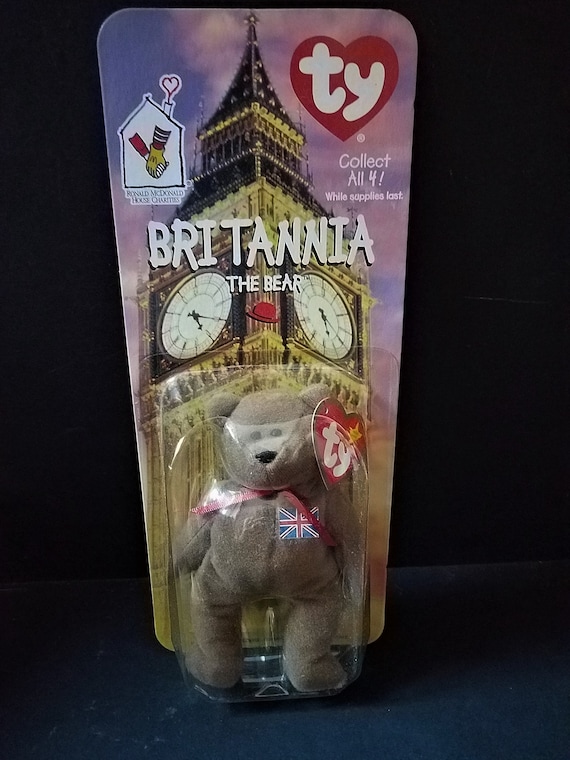 ty
®
Collect
All 4!
While supplies last.
RONALD McDONALD
HOUSE CHARITIES
BRITANNIA
THE BEAR
ty